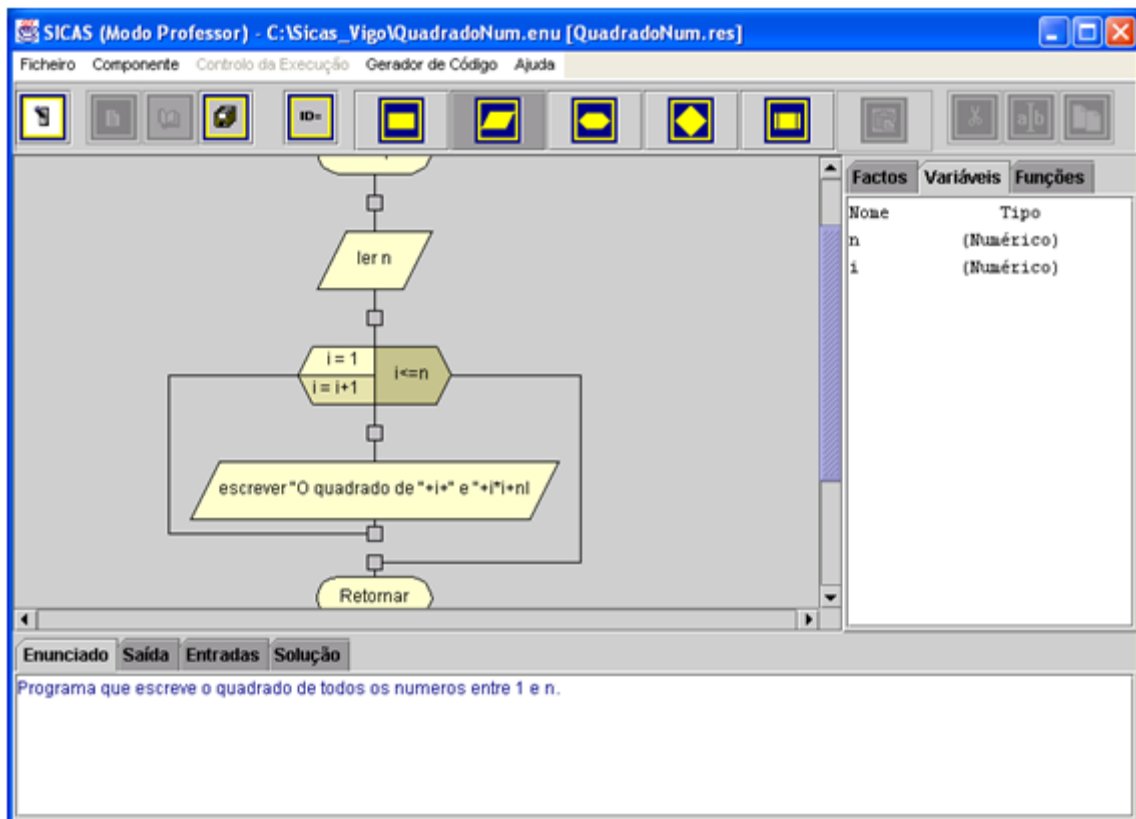 SICAS (Modo Professor) - C:\Sicas_Vigo\QuadradoNum.enu [QuadradoNum.res]
Ficheiro Componente Controlo da Execução Gerador de Código Ajuda
ID=
a|b
Factos Variáveis Funções
Nome Tipo
n (Numérico)
i (Numérico)
ler n
i = 1
i = i+1
i<=n
escrever "O quadrado de "+i+" e "+i*i+nl
Retornar
Enunciado Saída Entradas Solução
Programa que escreve o quadrado de todos os numeros entre 1 e n.